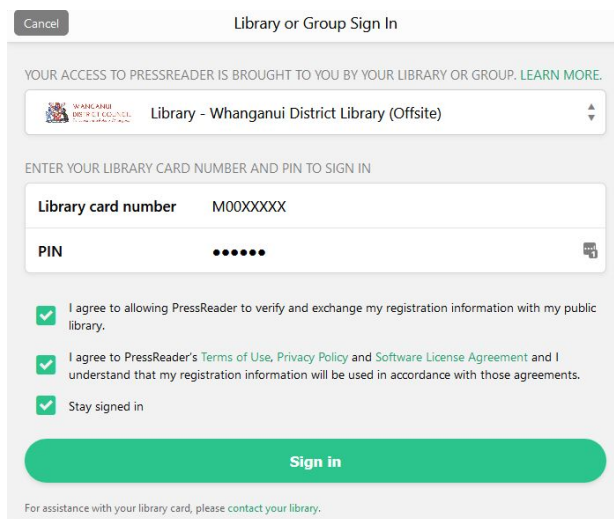 Cancel
Library or Group Sign In
YOUR ACCESS TO PRESSREADER IS BROUGHT TO YOU BY YOUR LIBRARY OR GROUP. LEARN MORE.
WANGANUI
DISTRICT COUNCIL
Library - Whanganui District Library (Offsite)
ENTER YOUR LIBRARY CARD NUMBER AND PIN TO SIGN IN
Library card number M00XXXXX
PIN ●●●●●●
I agree to allowing PressReader to verify and exchange my registration information with my public
library.
I agree to PressReader's Terms of Use, Privacy Policy and Software License Agreement and I
understand that my registration information will be used in accordance with those agreements.
Stay signed in
Sign in
For assistance with your library card, please contact your library.